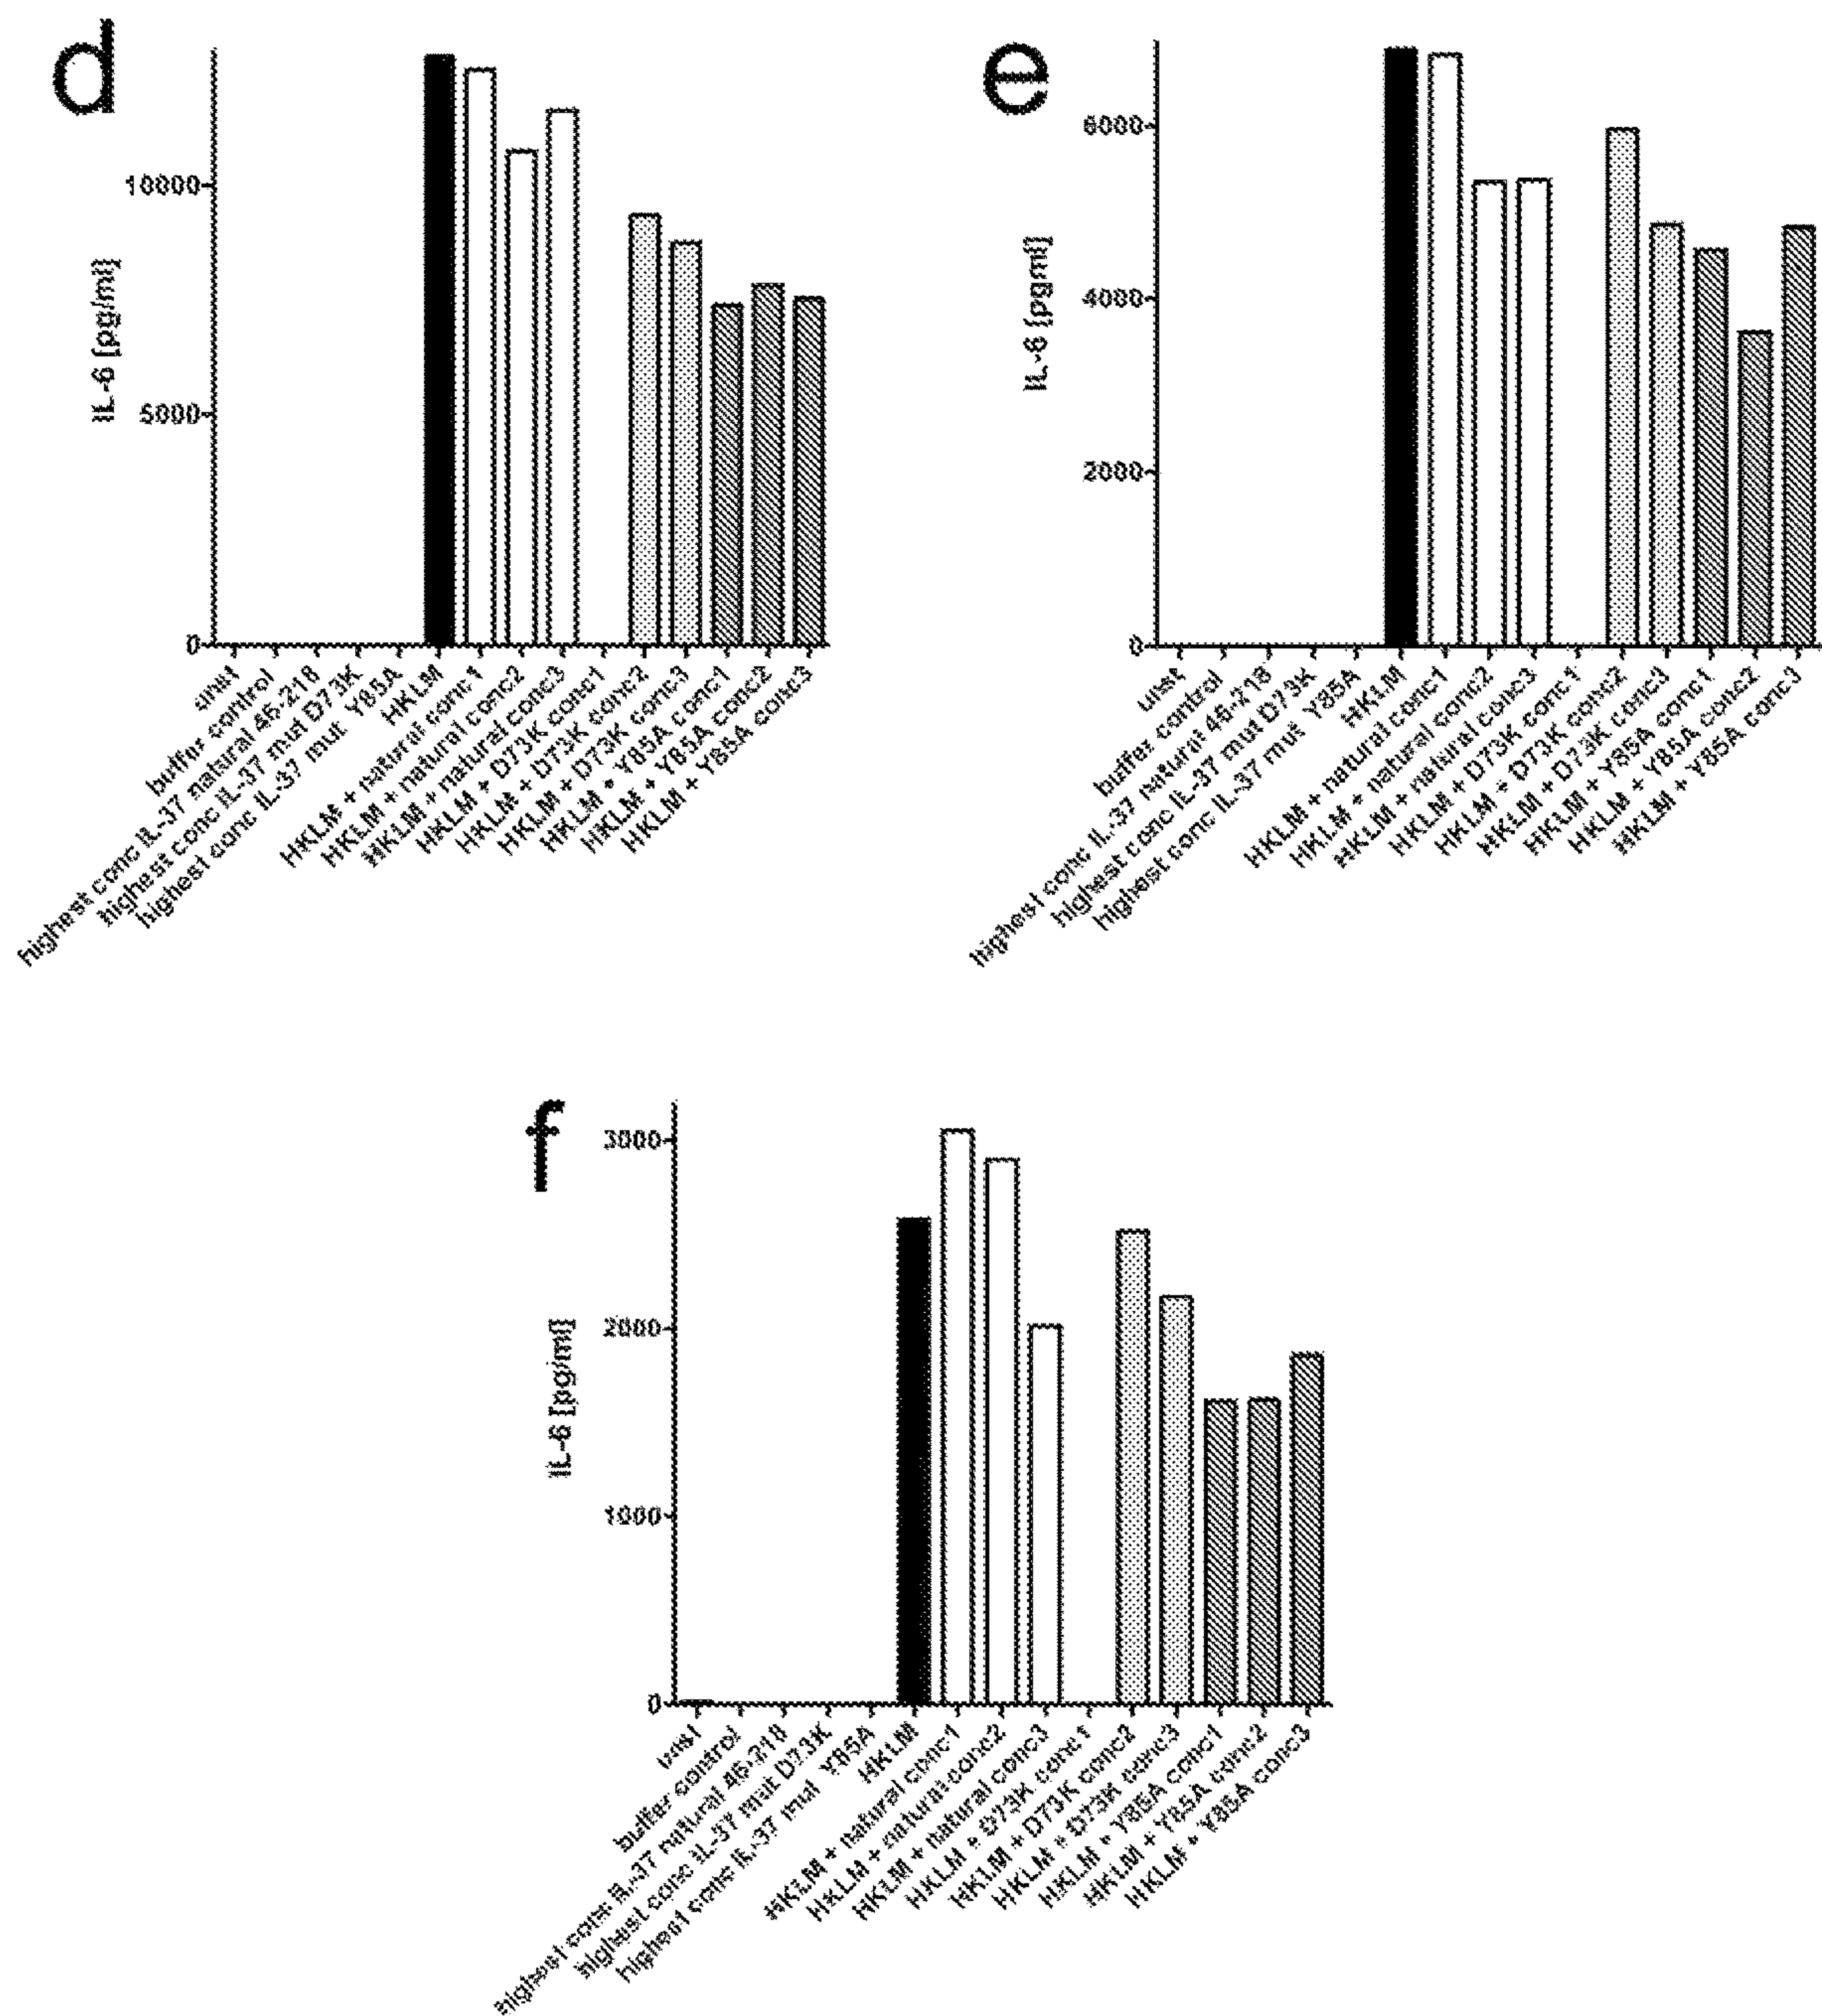 d
10000
5000
0
IL-6 [pg/ml]
unst
buffer control
highest conc IL-37 natural 46-218
highest conc IL-37 mut D73K
highest conc IL-37 mut Y85A
HKLM
HKLM + natural conc1
HKLM + natural conc2
HKLM + natural conc3
HKLM + D73K conc1
HKLM + D73K conc2
HKLM + D73K conc3
HKLM + Y85A conc1
HKLM + Y85A conc2
HKLM + Y85A conc3
e
6000
4000
2000
0
IL-6 [pgml]
unst
buffer control
highest conc IL-37 natural 46-218
highest conc IL-37 mut D73K
highest conc IL-37 mut Y85A
HKLM
HKLM + natural conc1
HKLM + natural conc2
HKLM + natural conc3
HKLM + D73K conc1
HKLM + D73K conc2
HKLM + D73K conc3
HKLM + Y85A conc1
HKLM + Y85A conc2
HKLM + Y85A conc3
f
3000
2000
1000
0
IL-6 [pg/ml]
unst
buffer control
highest conc IL-37 natural 46-218
highest conc IL-37 mut D73K
highest conc IL-37 mut Y85A
HKLM
HKLM + natural conc1
HKLM + natural conc2
HKLM + natural conc3
HKLM + D73K conc1
HKLM + D73K conc2
HKLM + D73K conc3
HKLM + Y85A conc1
HKLM + Y85A conc2
HKLM + Y85A conc3